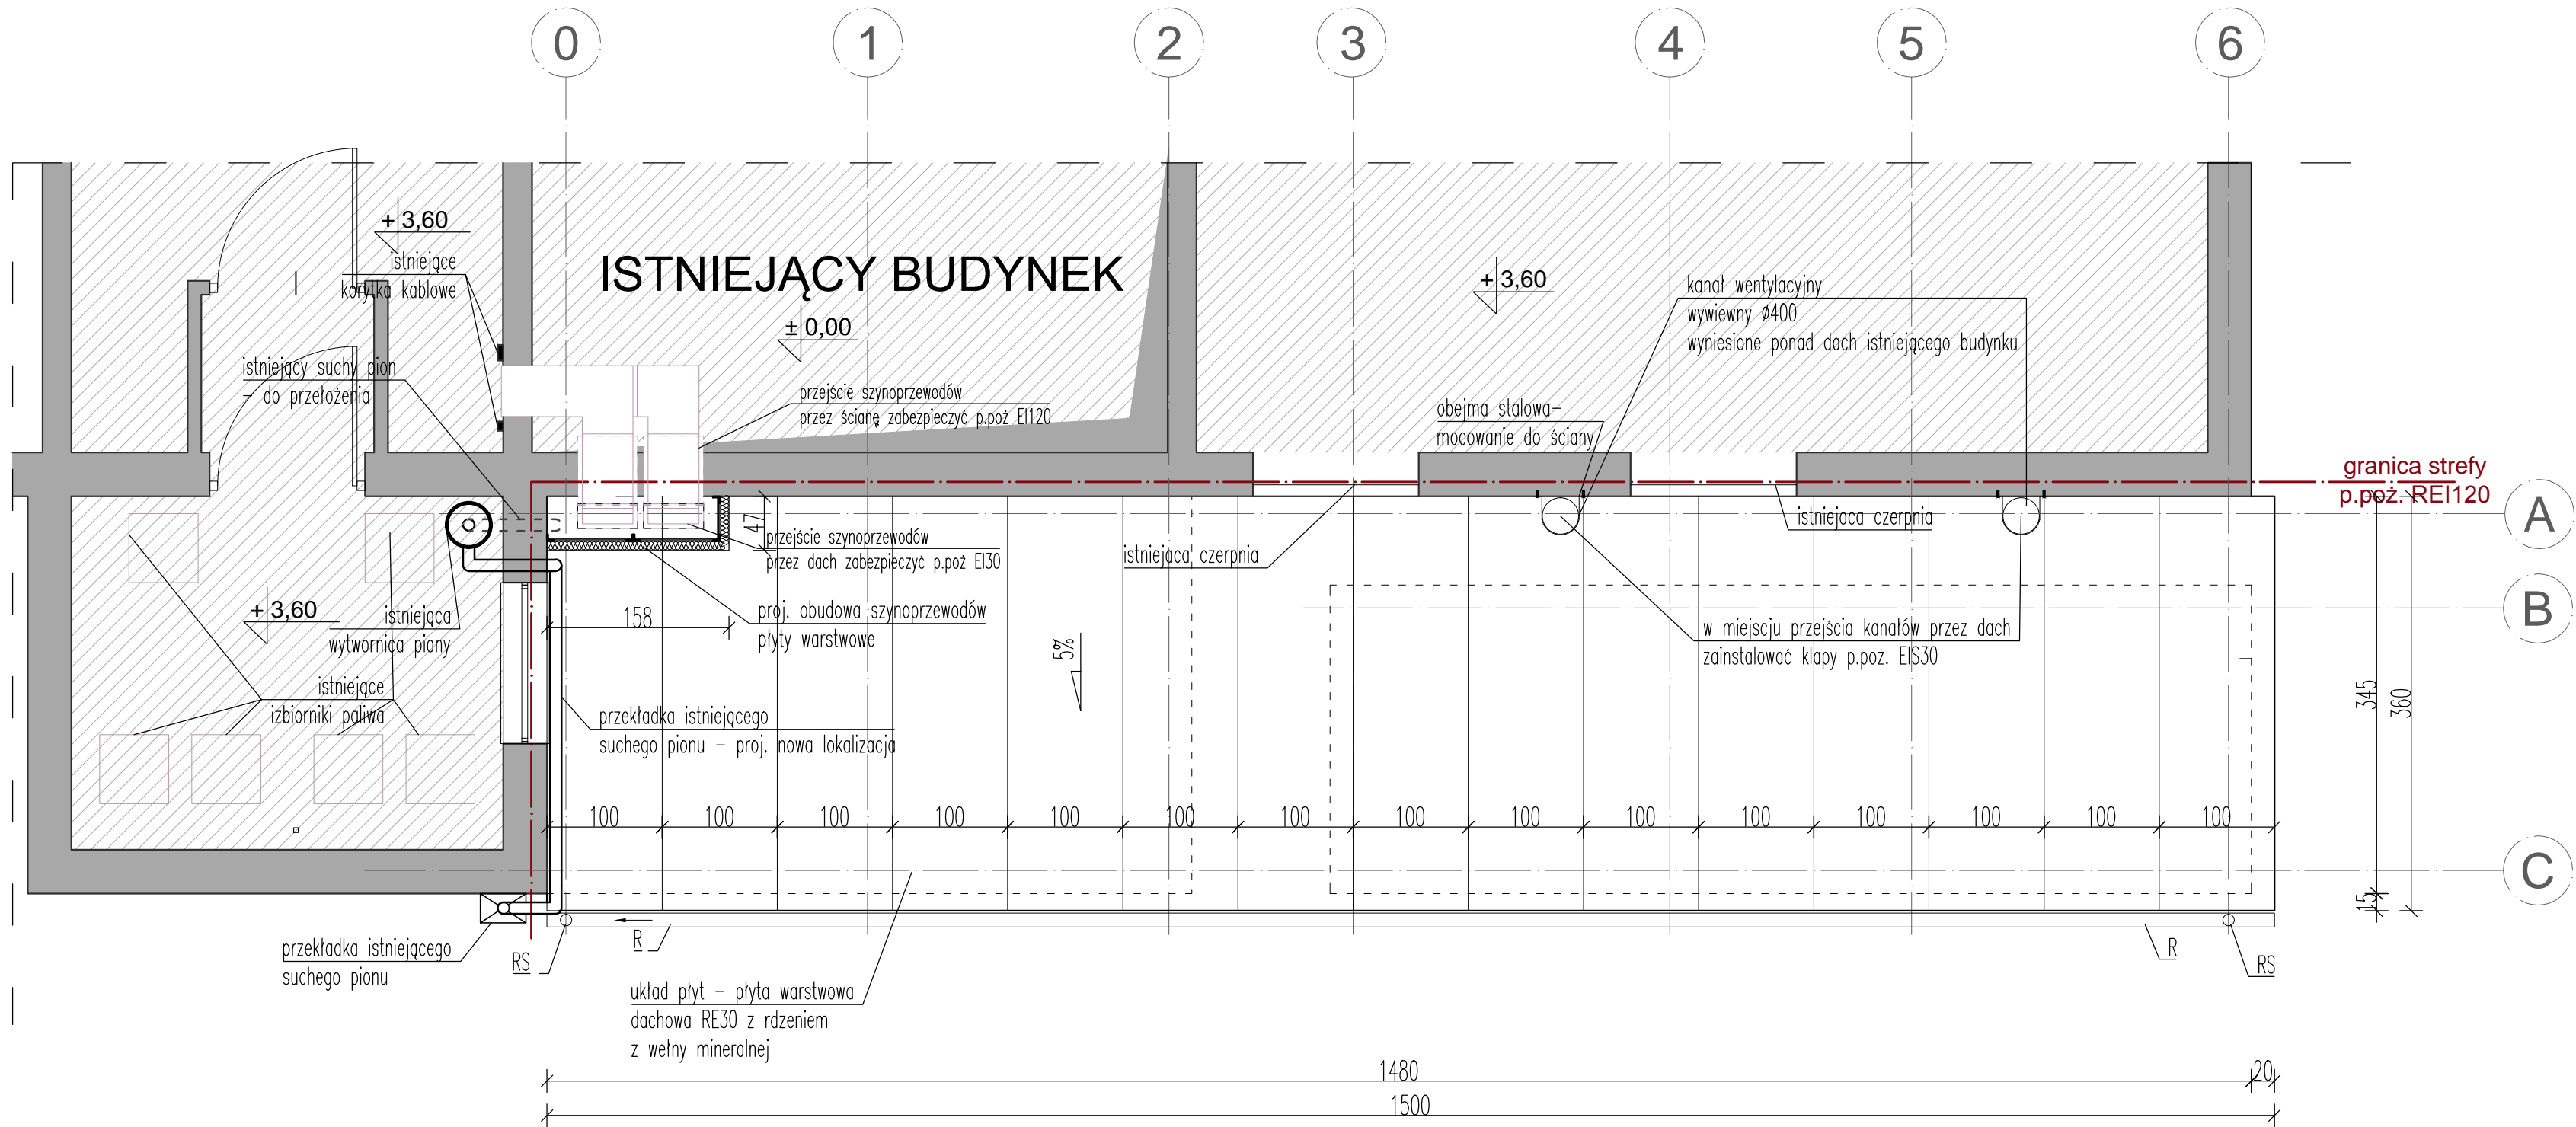 0
1
2
3
4
5
6
+3,60
istniejące
korytka kablowe
ISTNIEJĄCY BUDYNEK
±0,00
+3,60
kanał wentylacyjny
wywiewny Ø400
wyniesione ponad dach istniejącego budynku
istniejący suchy pion
- do przełożenia
przejście szynoprzewodów
przez ścianę zabezpieczyć p.poż EI120
obejma stalowa-
mocowanie do ściany
granica strefy
p.poż. REI120
A
47
przejście szynoprzewodów
przez dach zabezpieczyć p.poż EI30
istniejaca czerpnia
istniejaca czerpnia
B
+3,60
istniejąca
wytwornica piany
158
proj. obudowa szynoprzewodów
płyty warstwowe
5%
w miejscju przejścia kanałów przez dach
zainstalować klapy p.poż. EIS30
istniejące
izbiorniki paliwa
przekładka istniejącego
suchego pionu - proj. nowa lokalizacja
345
360
100 100 100 100 100 100 100 100 100 100 100 100 100 100 100
C
15
przekładka istniejącego
suchego pionu
RS
R
R
RS
układ płyt - płyta warstwowa
dachowa RE30 z rdzeniem
z wełny mineralnej
1480
20
1500